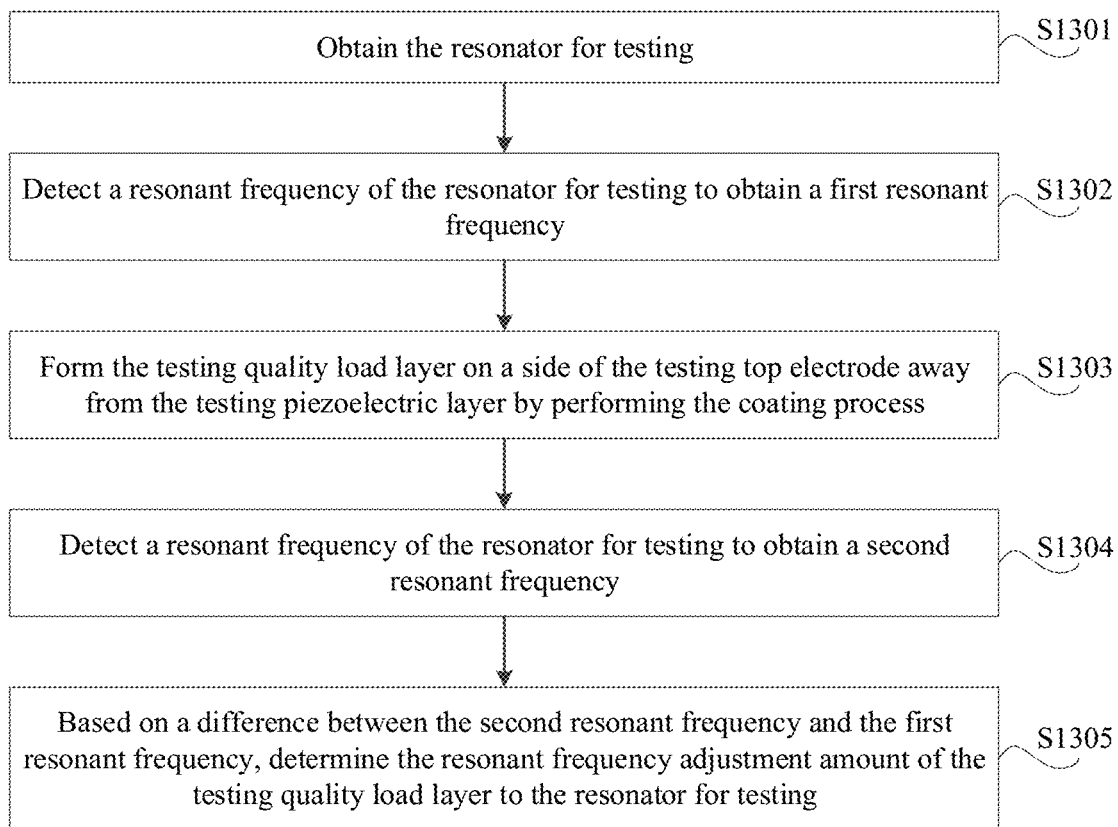 Obtain the resonator for testing
S1301
Detect a resonant frequency of the resonator for testing to obtain a first resonant
frequency
S1302
Form the testing quality load layer on a side of the testing top electrode away
from the testing piezoelectric layer by performing the coating process
S1303
Detect a resonant frequency of the resonator for testing to obtain a second
resonant frequency
S1304
Based on a difference between the second resonant frequency and the first
resonant frequency, determine the resonant frequency adjustment amount of the
testing quality load layer to the resonator for testing
S1305